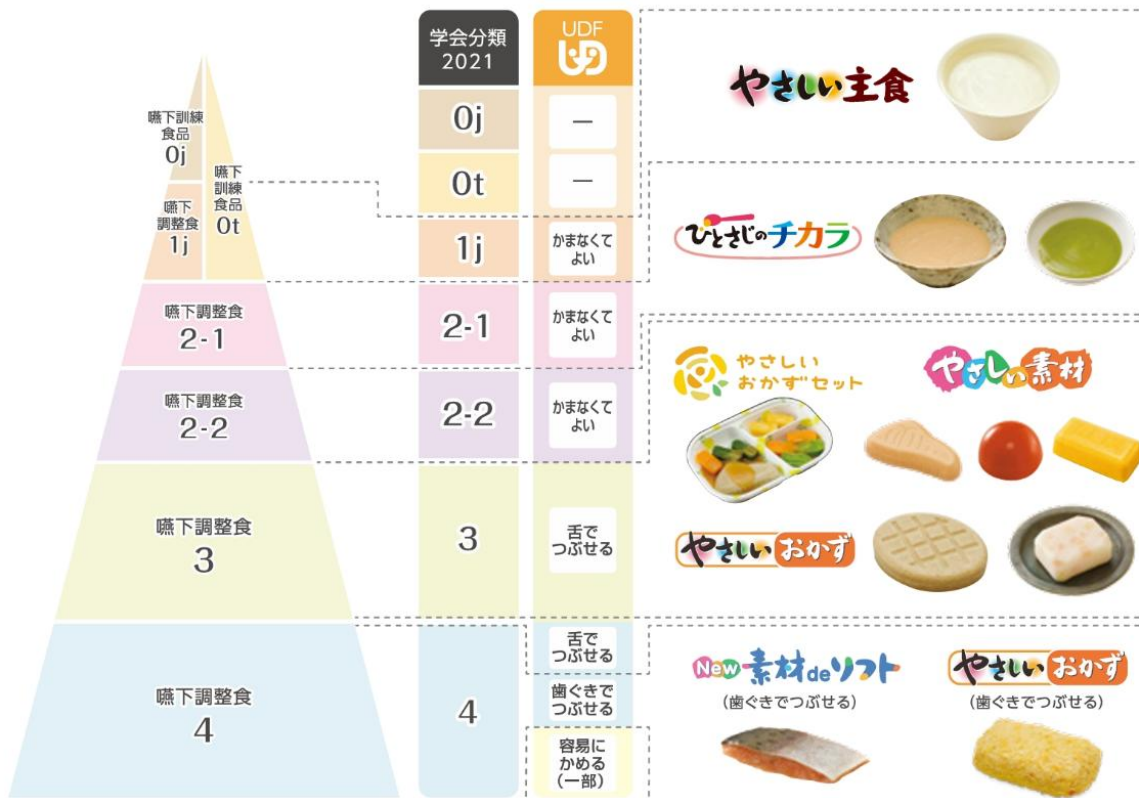 嚥下訓練
食品
0j
嚥下
訓練
食品
0t
嚥下
調整食
1j
嚥下調整食
2-1
嚥下調整食
2-2
嚥下調整食
3
嚥下調整食
4
学会分類
2021
0j
0t
1j
2-1
2-2
3
4
UDF
UD
—
—
かまなくて
よい
かまなくて
よい
かまなくて
よい
舌で
つぶせる
舌で
つぶせる
歯ぐきで
つぶせる
容易に
かめる
(一部)
やさしい主食
ひとさじのチカラ
やさしい
おかずセット
やさしい素材
やさしいおかず
New 素材deソフト
(歯ぐきでつぶせる)
やさしいおかず
(歯ぐきでつぶせる)